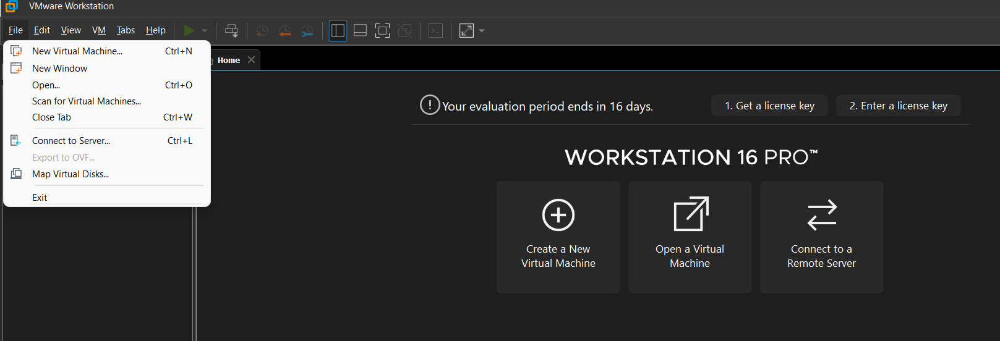 VMware Workstation
File Edit View VM Tabs Help
New Virtual Machine... Ctrl+N
New Window
Open... Ctrl+O
Scan for Virtual Machines...
Close Tab Ctrl+W
Connect to Server... Ctrl+L
Export to OVF...
Map Virtual Disks...
Exit
Home
Your evaluation period ends in 16 days.
1. Get a license key
2. Enter a license key
WORKSTATION 16 PRO™
Create a New
Virtual Machine
Open a Virtual
Machine
Connect to a
Remote Server